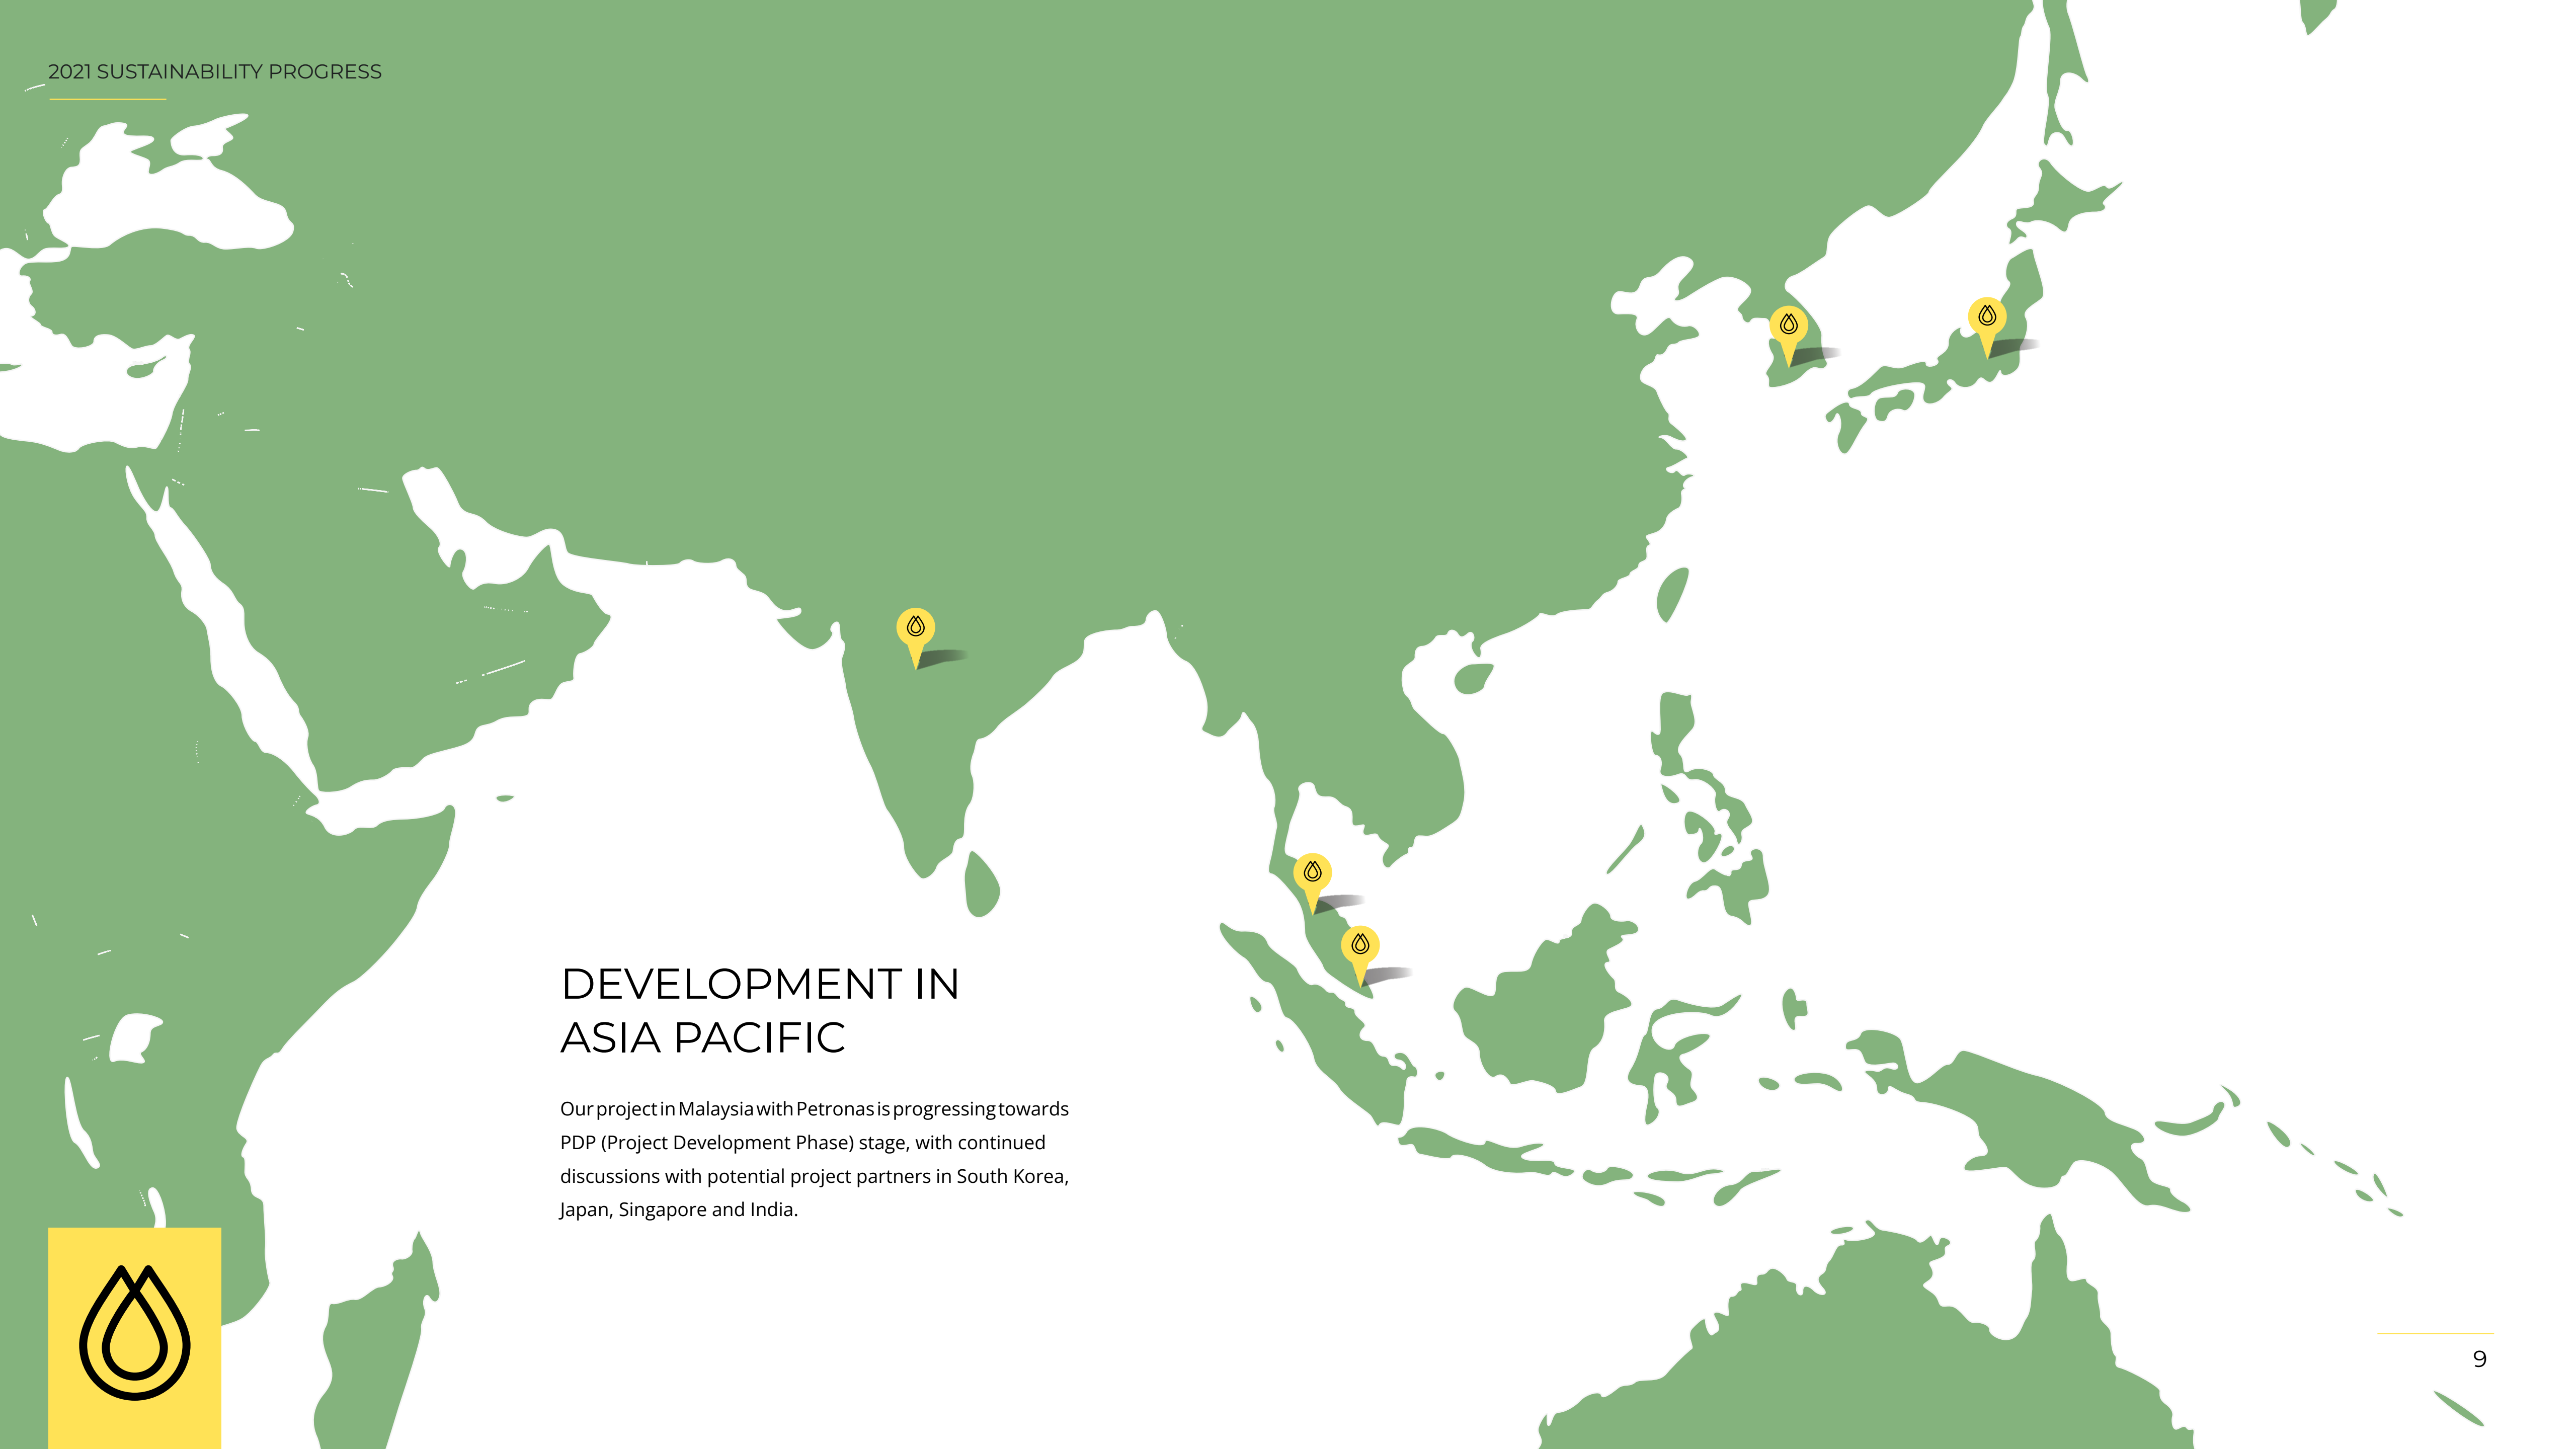 2021 SUSTAINABILITY PROGRESS
DEVELOPMENT IN
ASIA PACIFIC
Our project in Malaysia with Petronas is progressing towards
PDP (Project Development Phase) stage, with continued
discussions with potential project partners in South Korea,
Japan, Singapore and India.
9